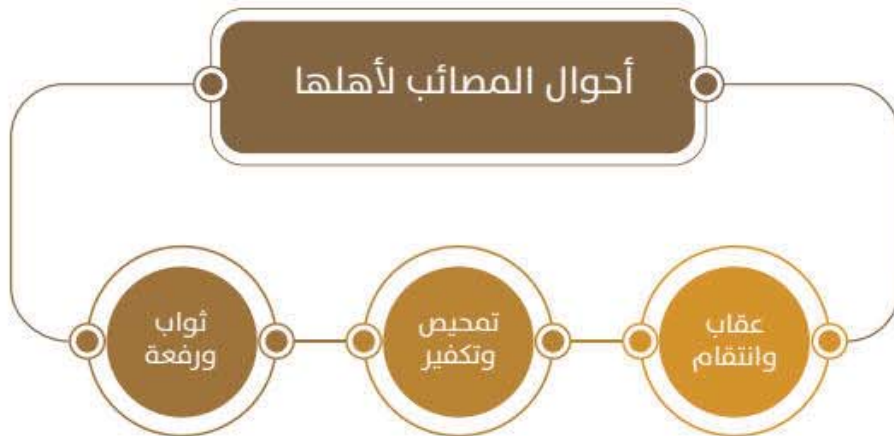 أحوال المصائب لأهلها
عقاب
وانتقام
تمحيص
وتكفير
ثواب
ورفعة